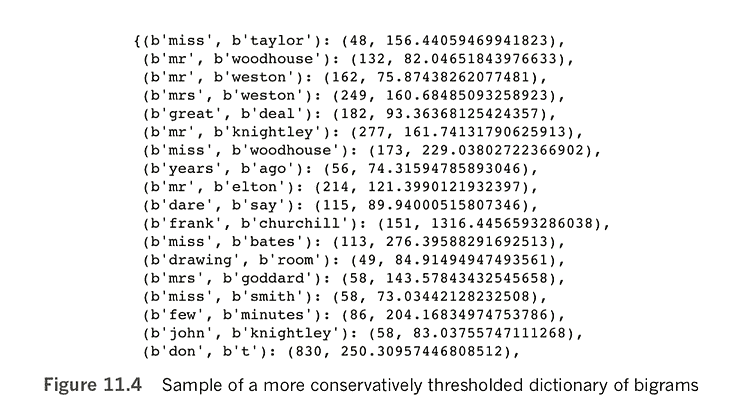 {(b'miss', b'taylor'): (48, 156.44059469941823),
(b'mr', b'woodhouse'): (132, 82.04651843976633),
(b'mr', b'weston'): (162, 75.87438262077481),
(b'mrs', b'weston'): (249, 160.68485093258923),
(b'great', b'deal'): (182, 93.36368125424357),
(b'mr', b'knightley'): (277, 161.74131790625913),
(b'miss', b'woodhouse'): (173, 229.03802722366902),
(b'years', b'ago'): (56, 74.31594785893046),
(b'mr', b'elton'): (214, 121.3990121932397),
(b'dare', b'say'): (115, 89.94000515807346),
(b'frank', b'churchill'): (151, 1316.4456593286038),
(b'miss', b'bates'): (113, 276.39588291692513),
(b'drawing', b'room'): (49, 84.91494947493561),
(b'mrs', b'goddard'): (58, 143.57843432545658),
(b'miss', b'smith'): (58, 73.03442128232508),
(b'few', b'minutes'): (86, 204.16834974753786),
(b'john', b'knightley'): (58, 83.03755747111268),
(b'don', b't'): (830, 250.30957446808512),
Figure 11.4 Sample of a more conservatively thresholded dictionary of bigrams